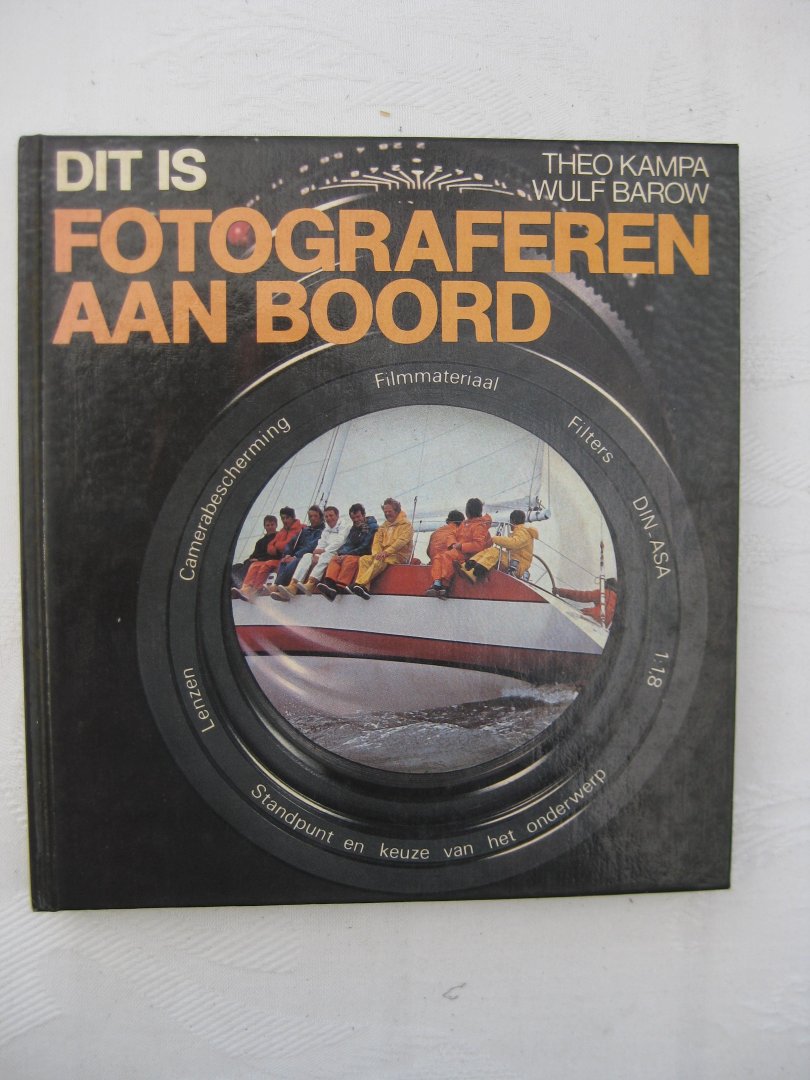 DIT IS
THEO KAMPA
WULF BAROW
FOTOGRAFEREN
AAN BOORD
Filmmateriaal
Filters
DIN-ASA
1:1,8
Camerabescherming
Lenzen
Standpunt en keuze van het onderwerp